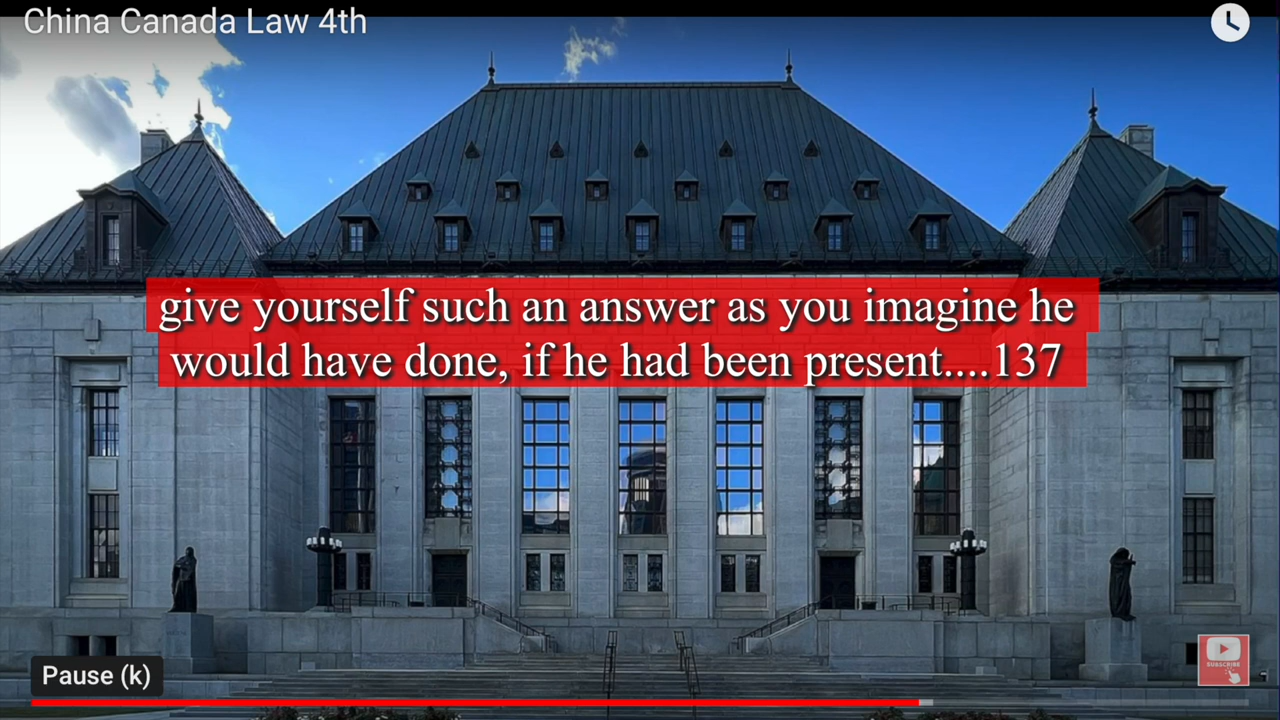 China Canada Law 4th
give yourself such an answer as you imagine he
would have done, if he had been present....137
Pause (k)
SUBSCRIBE